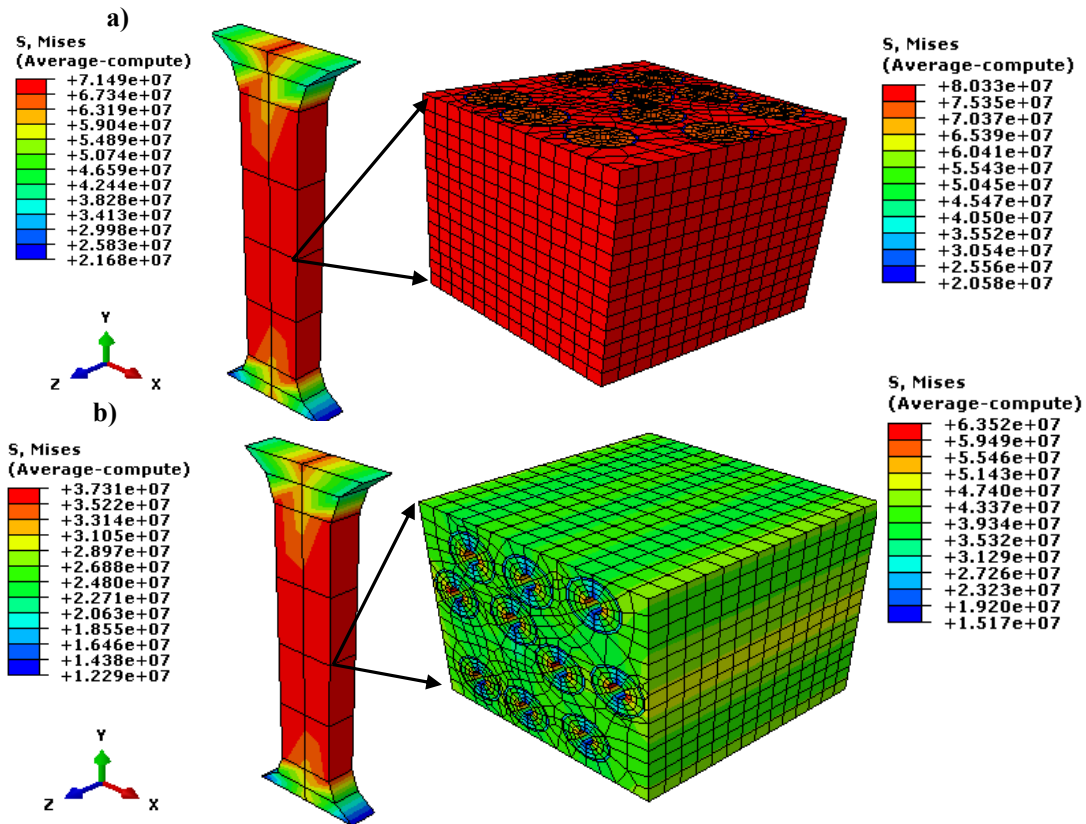 a)
S, Mises
(Average-compute)
+7.149e+07
+6.734e+07
+6.319e+07
+5.904e+07
+5.489e+07
+5.074e+07
+4.659e+07
+4.244e+07
+3.828e+07
+3.413e+07
+2.998e+07
+2.583e+07
+2.168e+07
S, Mises
(Average-compute)
+8.033e+07
+7.535e+07
+7.037e+07
+6.539e+07
+6.041e+07
+5.543e+07
+5.045e+07
+4.547e+07
+4.050e+07
+3.552e+07
+3.054e+07
+2.556e+07
+2.058e+07
Y
Z
X
b)
S, Mises
(Average-compute)
+3.731e+07
+3.522e+07
+3.314e+07
+3.105e+07
+2.897e+07
+2.688e+07
+2.480e+07
+2.271e+07
+2.063e+07
+1.855e+07
+1.646e+07
+1.438e+07
+1.229e+07
S, Mises
(Average-compute)
+6.352e+07
+5.949e+07
+5.546e+07
+5.143e+07
+4.740e+07
+4.337e+07
+3.934e+07
+3.532e+07
+3.129e+07
+2.726e+07
+2.323e+07
+1.920e+07
+1.517e+07
Y
Z
X